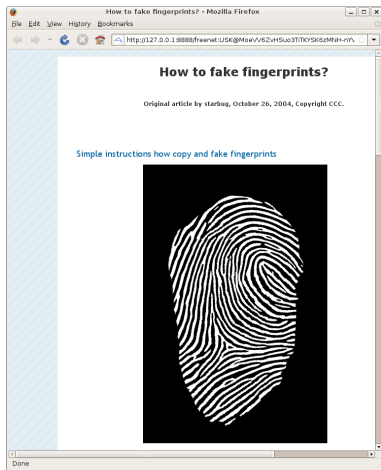 How to fake fingerprints? - Mozilla Firefox
File Edit View History Bookmarks
http://127.0.0.1:8888/freenet:USK@MoeVV6ZvHSuo3TiTKYSK6zMNH-nY
How to fake fingerprints?
Original article by starbug, October 26, 2004, Copyright CCC.
Simple instructions how copy and fake fingerprints
Done